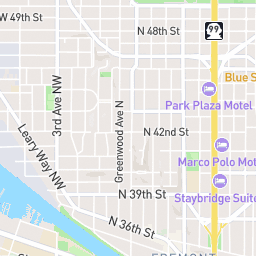 W 49th St
N 48th St
99
Blue S
Park Plaza Motel
3rd Ave NW
Greenwood Ave N
N 42nd St
Leary Way NW
Marco Polo Mot
N 39th St
Staybridge Suite
N 36th St
FREMONT